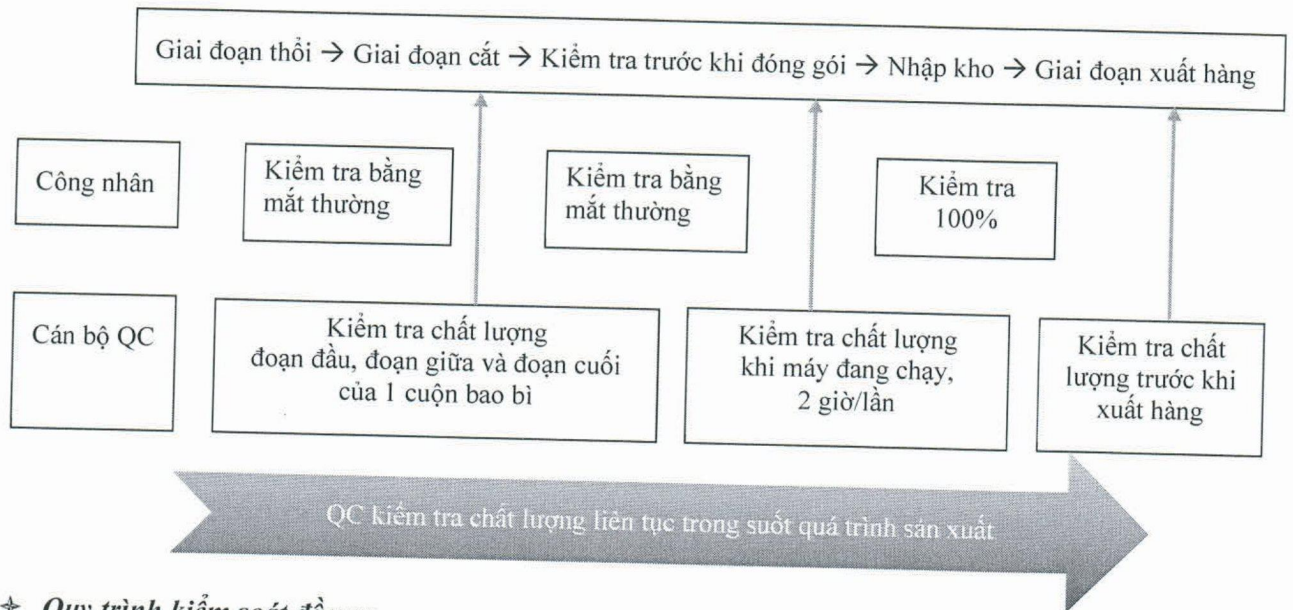 Giai đoạn thổi → Giai đoạn cắt → Kiểm tra trước khi đóng gói → Nhập kho → Giai đoạn xuất hàng
Công nhân
Kiểm tra bằng
mắt thường
Kiểm tra bằng
mắt thường
Kiểm tra
100%
Cán bộ QC
Kiểm tra chất lượng
đoạn đầu, đoạn giữa và đoạn cuối
của 1 cuộn bao bì
Kiểm tra chất lượng
khi máy đang chạy,
2 giờ/lần
Kiểm tra chất
lượng trước khi
xuất hàng
QC kiểm tra chất lượng liên tục trong suốt quá trình sản xuất
Quy trình kiểm soát